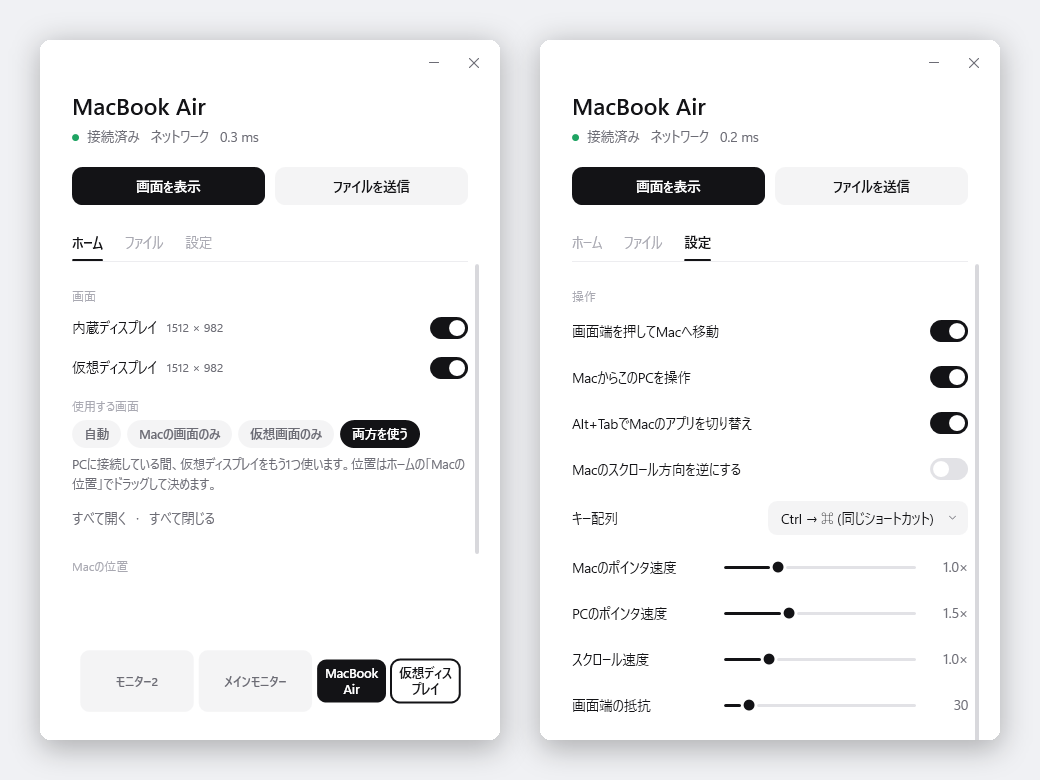 MacBook Air
接続済み ネットワーク 0.3 ms
画面を表示 ファイルを送信
ホーム ファイル 設定
画面
内蔵ディスプレイ 1512 × 982
仮想ディスプレイ 1512 × 982
使用する画面
自動 Macの画面のみ 仮想画面のみ 両方を使う
PCに接続している間、仮想ディスプレイをもう1つ使います。位置はホームの「Macの
位置」でドラッグして決めます。
すべて開く · すべて閉じる
Macの位置
モニター2 メインモニター MacBook Air 仮想ディスプレイ
MacBook Air
接続済み ネットワーク 0.2 ms
画面を表示 ファイルを送信
ホーム ファイル 設定
操作
画面端を押してMacへ移動
MacからこのPCを操作
Alt+TabでMacのアプリを切り替え
Macのスクロール方向を逆にする
キー配列 Ctrl → ⌘ (同じショートカット)
Macのポインタ速度 1.0×
PCのポインタ速度 1.5×
スクロール速度 1.0×
画面端の抵抗 30